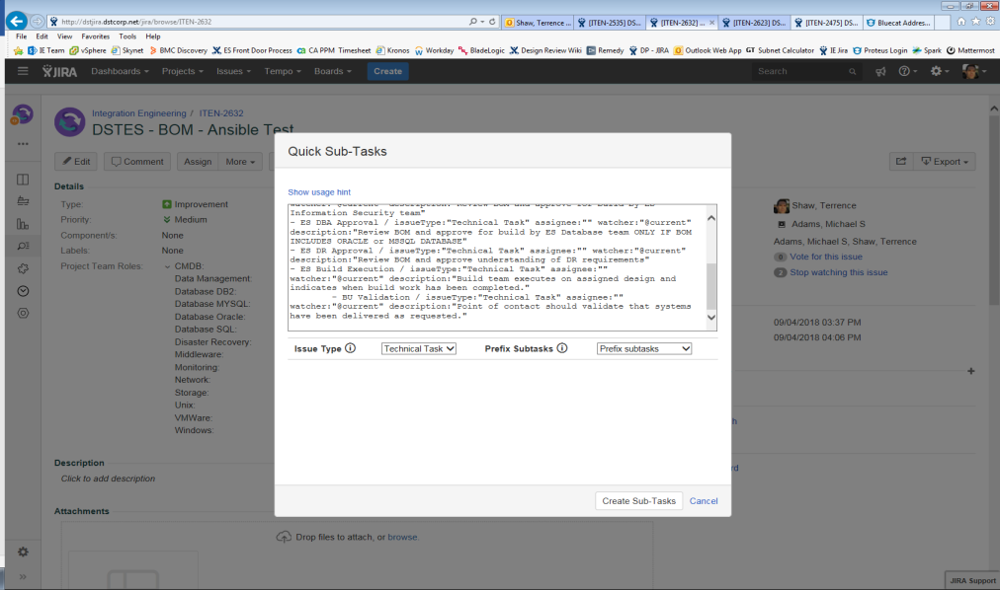 http://dstjira.dstcorp.net/jira/browse/ITEN-2632
Shaw, Terrence ...
[ITEN-2535] DS...
[ITEN-2632] ...
[ITEN-2623] DS...
[ITEN-2475] DS...
Bluecat Addres...
File Edit View Favorites Tools Help
IE Team vSphere Skynet BMC Discovery ES Front Door Process CA PPM Timesheet Kronos Workday BladeLogic Design Review Wiki Remedy DP - JIRA Outlook Web App GT Subnet Calculator IE Jira Proteus Login Spark Mattermost
JIRA Dashboards Projects Issues Tempo Boards Create Search
Integration Engineering / ITEN-2632
DSTES - BOM - Ansible Test
Edit Comment Assign More Export
Details
Type: Improvement
Priority: Medium
Component/s: None
Labels: None
Project Team Roles: CMDB:
Data Management:
Database DB2:
Database MYSQL:
Database Oracle:
Database SQL:
Disaster Recovery:
Middleware:
Monitoring:
Network:
Storage:
Unix:
VMWare:
Windows:
Description
Click to add description
Attachments
Drop files to attach, or browse.
Quick Sub-Tasks
Show usage hint
watcher:"@current" description:"Review BOM and approve for build by ES
Information Security team"
- ES DBA Approval / issueType:"Technical Task" assignee:"" watcher:"@current"
description:"Review BOM and approve for build by ES Database team ONLY IF BOM
INCLUDES ORACLE or MSSQL DATABASE"
- ES DR Approval / issueType:"Technical Task" assignee:"" watcher:"@current"
description:"Review BOM and approve understanding of DR requirements"
- ES Build Execution / issueType:"Technical Task" assignee:""
watcher:"@current" description:"Build team executes on assigned design and
indicates when build work has been completed."
- BU Validation / issueType:"Technical Task" assignee:""
watcher:"@current" description:"Point of contact should validate that systems
have been delivered as requested."
Issue Type Technical Task Prefix Subtasks Prefix subtasks
Create Sub-Tasks Cancel
Shaw, Terrence
Adams, Michael S
Adams, Michael S, Shaw, Terrence
0 Vote for this issue
2 Stop watching this issue
09/04/2018 03:37 PM
09/04/2018 04:06 PM
h
rd
JIRA Support